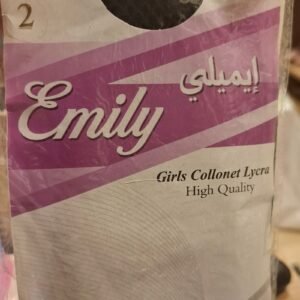 2
إيميلي
Emily
Girls Collonet Lycra
High Quality